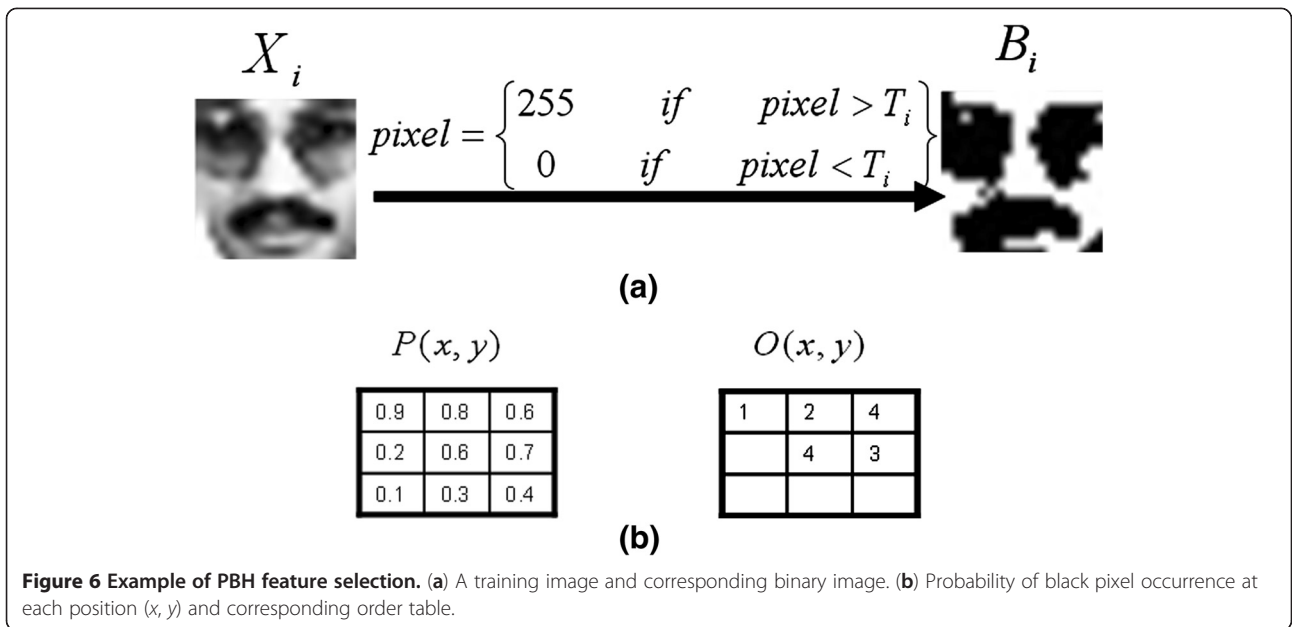 X_i B_i
pixel = { 255 if pixel > T_i
0 if pixel < T_i }
(a)
P(x, y) O(x, y)
0.9 0.8 0.6 1 2 4
0.2 0.6 0.7 4 3
0.1 0.3 0.4
(b)
Figure 6 Example of PBH feature selection. (a) A training image and corresponding binary image. (b) Probability of black pixel occurrence at
each position (x, y) and corresponding order table.